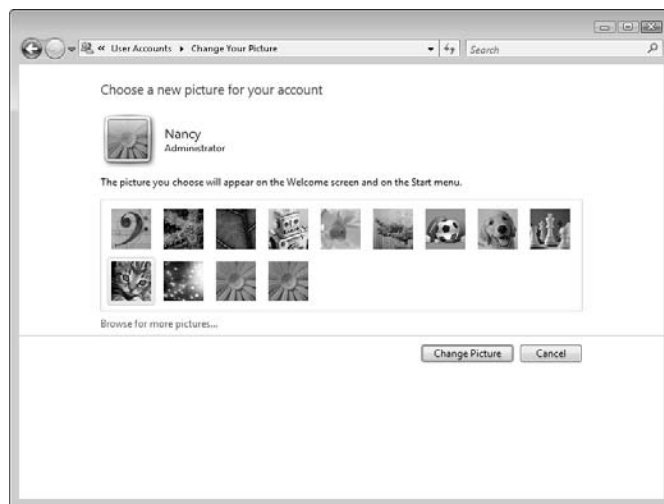 « User Accounts ▸ Change Your Picture
Search
Choose a new picture for your account
Nancy
Administrator
The picture you choose will appear on the Welcome screen and on the Start menu.
Browse for more pictures...
Change Picture
Cancel